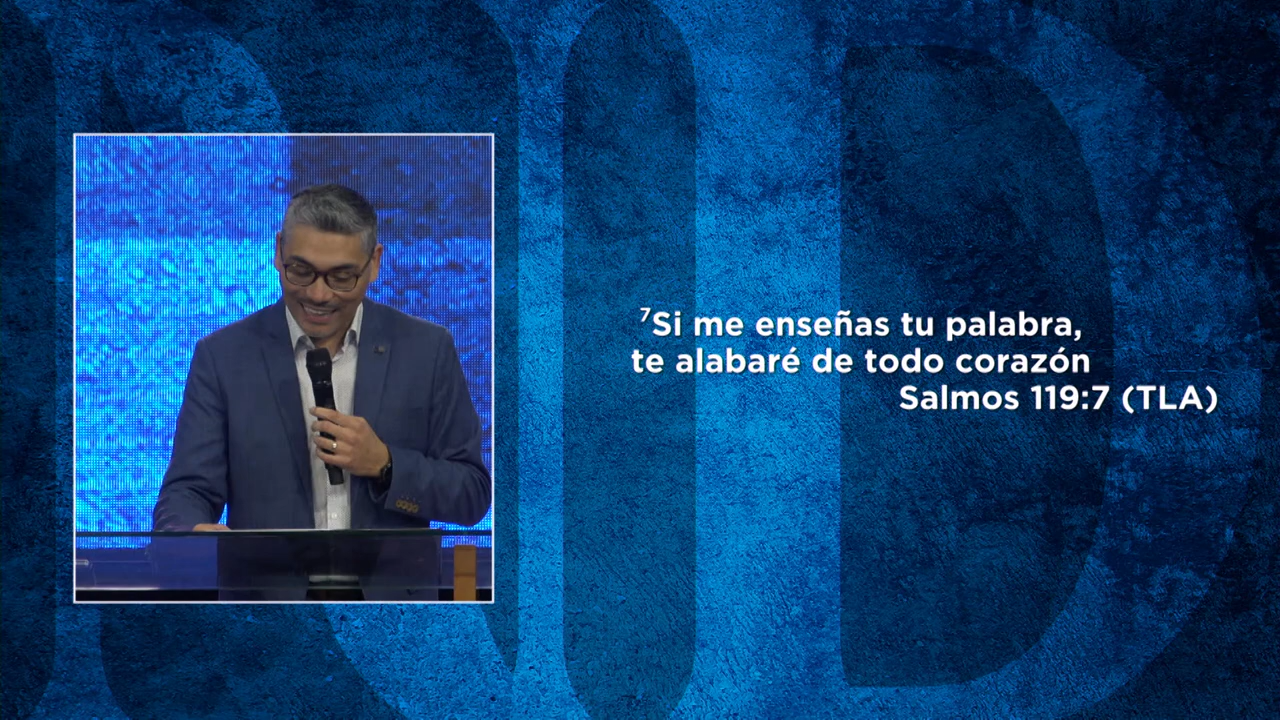 ⁷Si me enseñas tu palabra,
te alabaré de todo corazón
Salmos 119:7 (TLA)